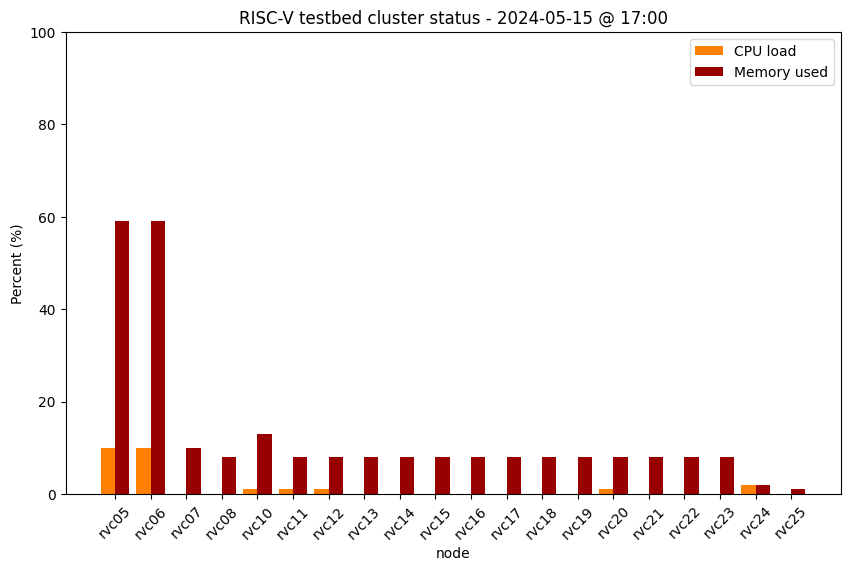 RISC-V testbed cluster status - 2024-05-15 @ 17:00
CPU load
Memory used
Percent (%)
100
80
60
40
20
0
rvc05 rvc06 rvc07 rvc08 rvc10 rvc11 rvc12 rvc13 rvc14 rvc15 rvc16 rvc17 rvc18 rvc19 rvc20 rvc21 rvc22 rvc23 rvc24 rvc25
node